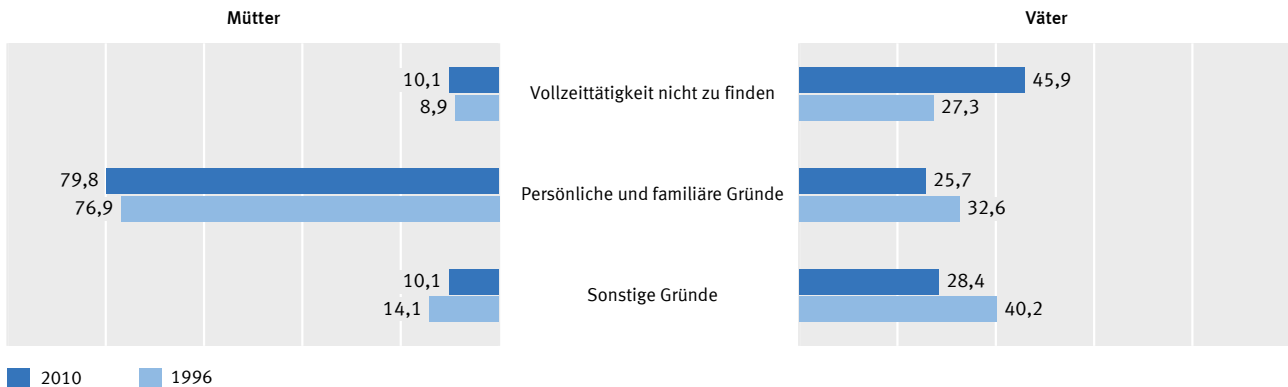 Mütter
Väter
10,1
8,9
Vollzeittätigkeit nicht zu finden
45,9
27,3
79,8
76,9
Persönliche und familiäre Gründe
25,7
32,6
10,1
14,1
Sonstige Gründe
28,4
40,2
2010
1996